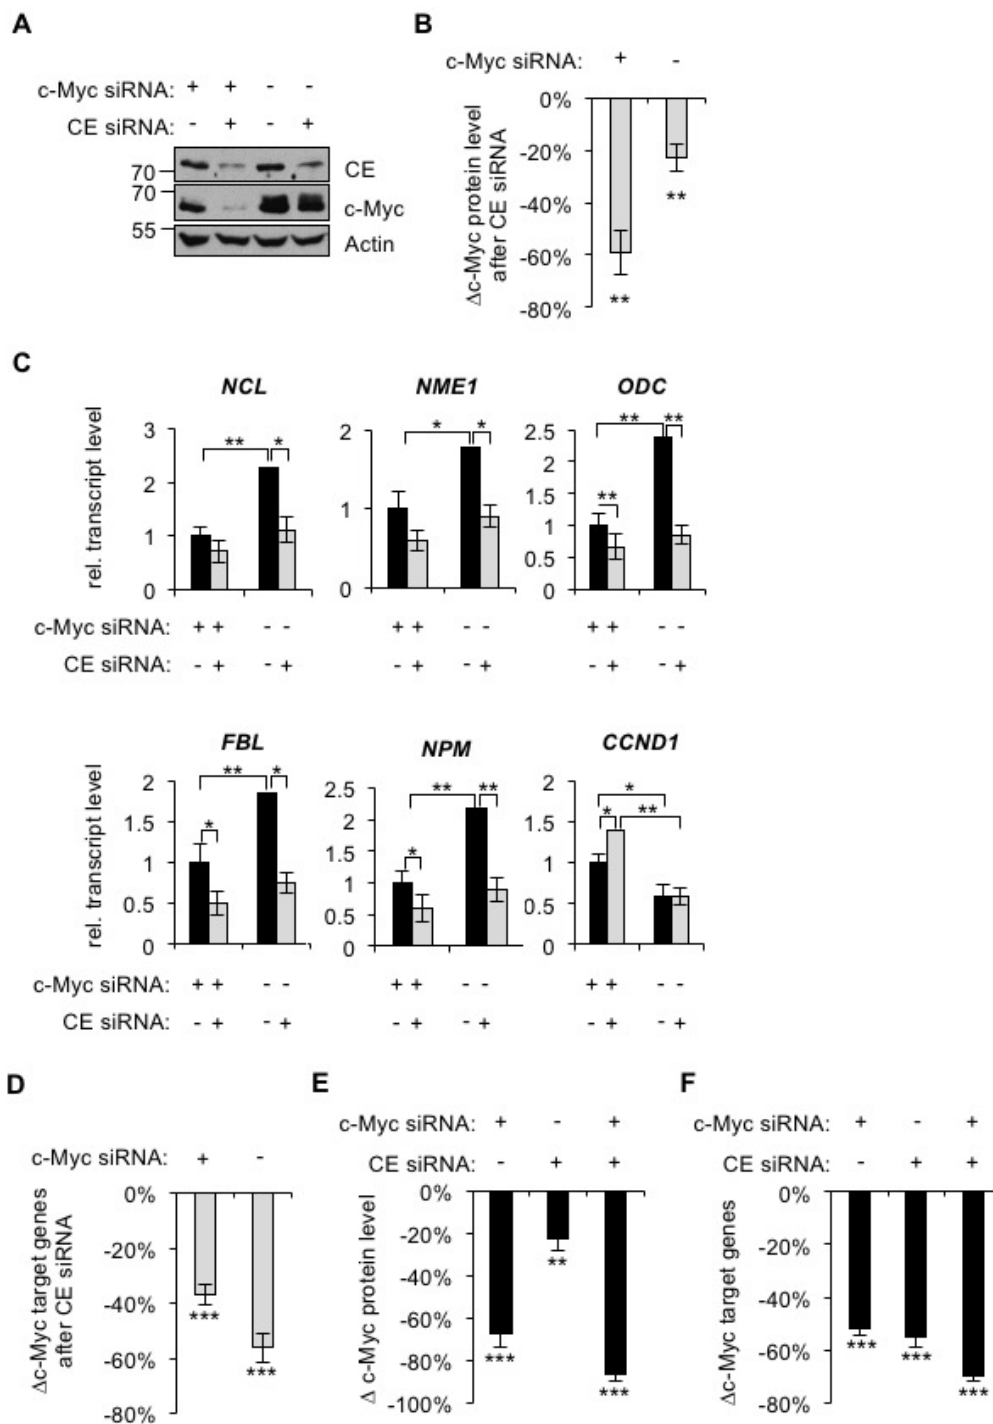 A
c-Myc siRNA: + + - -
CE siRNA: - + - +
70 CE
70 c-Myc
55
Actin
B
c-Myc siRNA: + -
Δc-Myc protein level
after CE siRNA
0%
-20%
-40%
-60%
-80%
**
**
C
NCL
rel. transcript level
3
2
1
0
** *
NME1
2
1
0
* *
ODC
2.5
2
1.5
1
0.5
0
** **
**
c-Myc siRNA: + + - - + + - - + + - -
CE siRNA: - + - + - + - + - + - +
FBL
rel. transcript level
2
1.5
1
0.5
0
** *
*
NPM
2.5
2
1.5
1
0.5
0
** **
*
CCND1
2
1.5
1
0.5
0
*
* **
c-Myc siRNA: + + - - + + - - + + - -
CE siRNA: - + - + - + - + - + - +
D
c-Myc siRNA: + -
Δc-Myc target genes
after CE siRNA
0%
-20%
-40%
-60%
-80%
***
***
E
c-Myc siRNA: + - +
CE siRNA: - + +
Δ c-Myc protein level
0%
-20%
-40%
-60%
-80%
-100%
**
***
***
F
c-Myc siRNA: + - +
CE siRNA: - + +
Δc-Myc target genes
0%
-20%
-40%
-60%
-80%
***
***
***